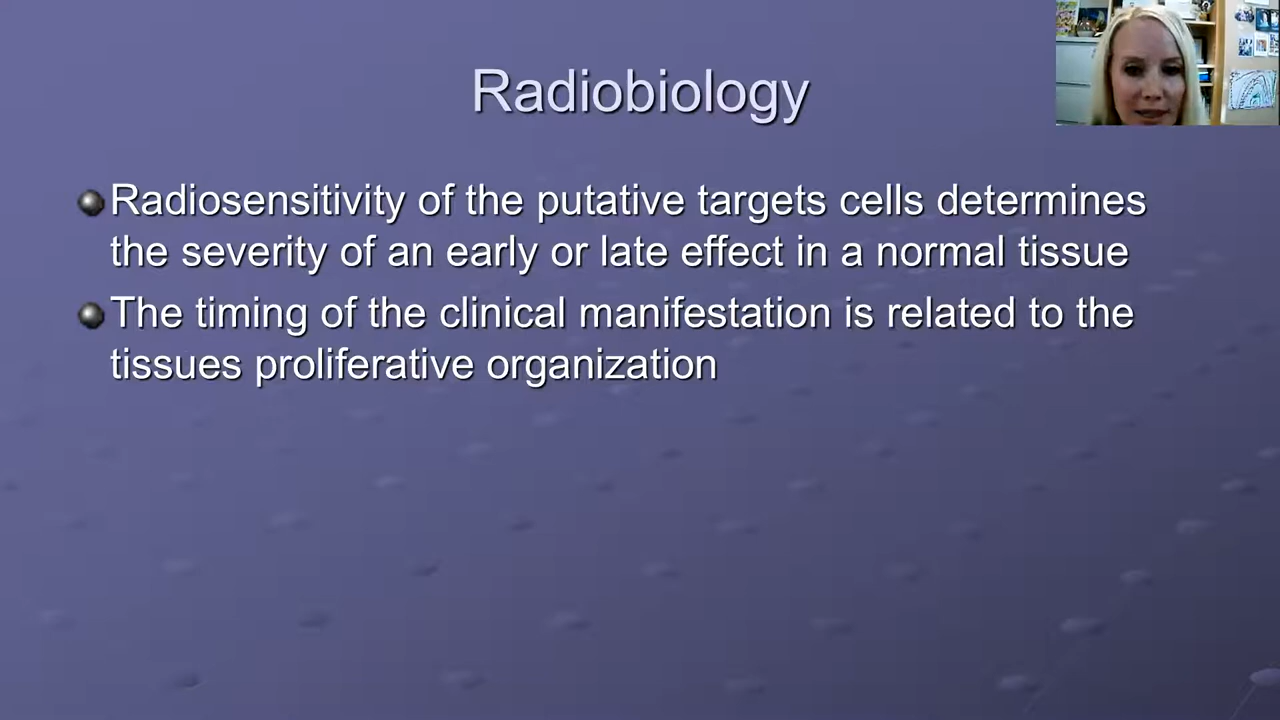 Radiobiology
Radiosensitivity of the putative targets cells determines
the severity of an early or late effect in a normal tissue
The timing of the clinical manifestation is related to the
tissues proliferative organization